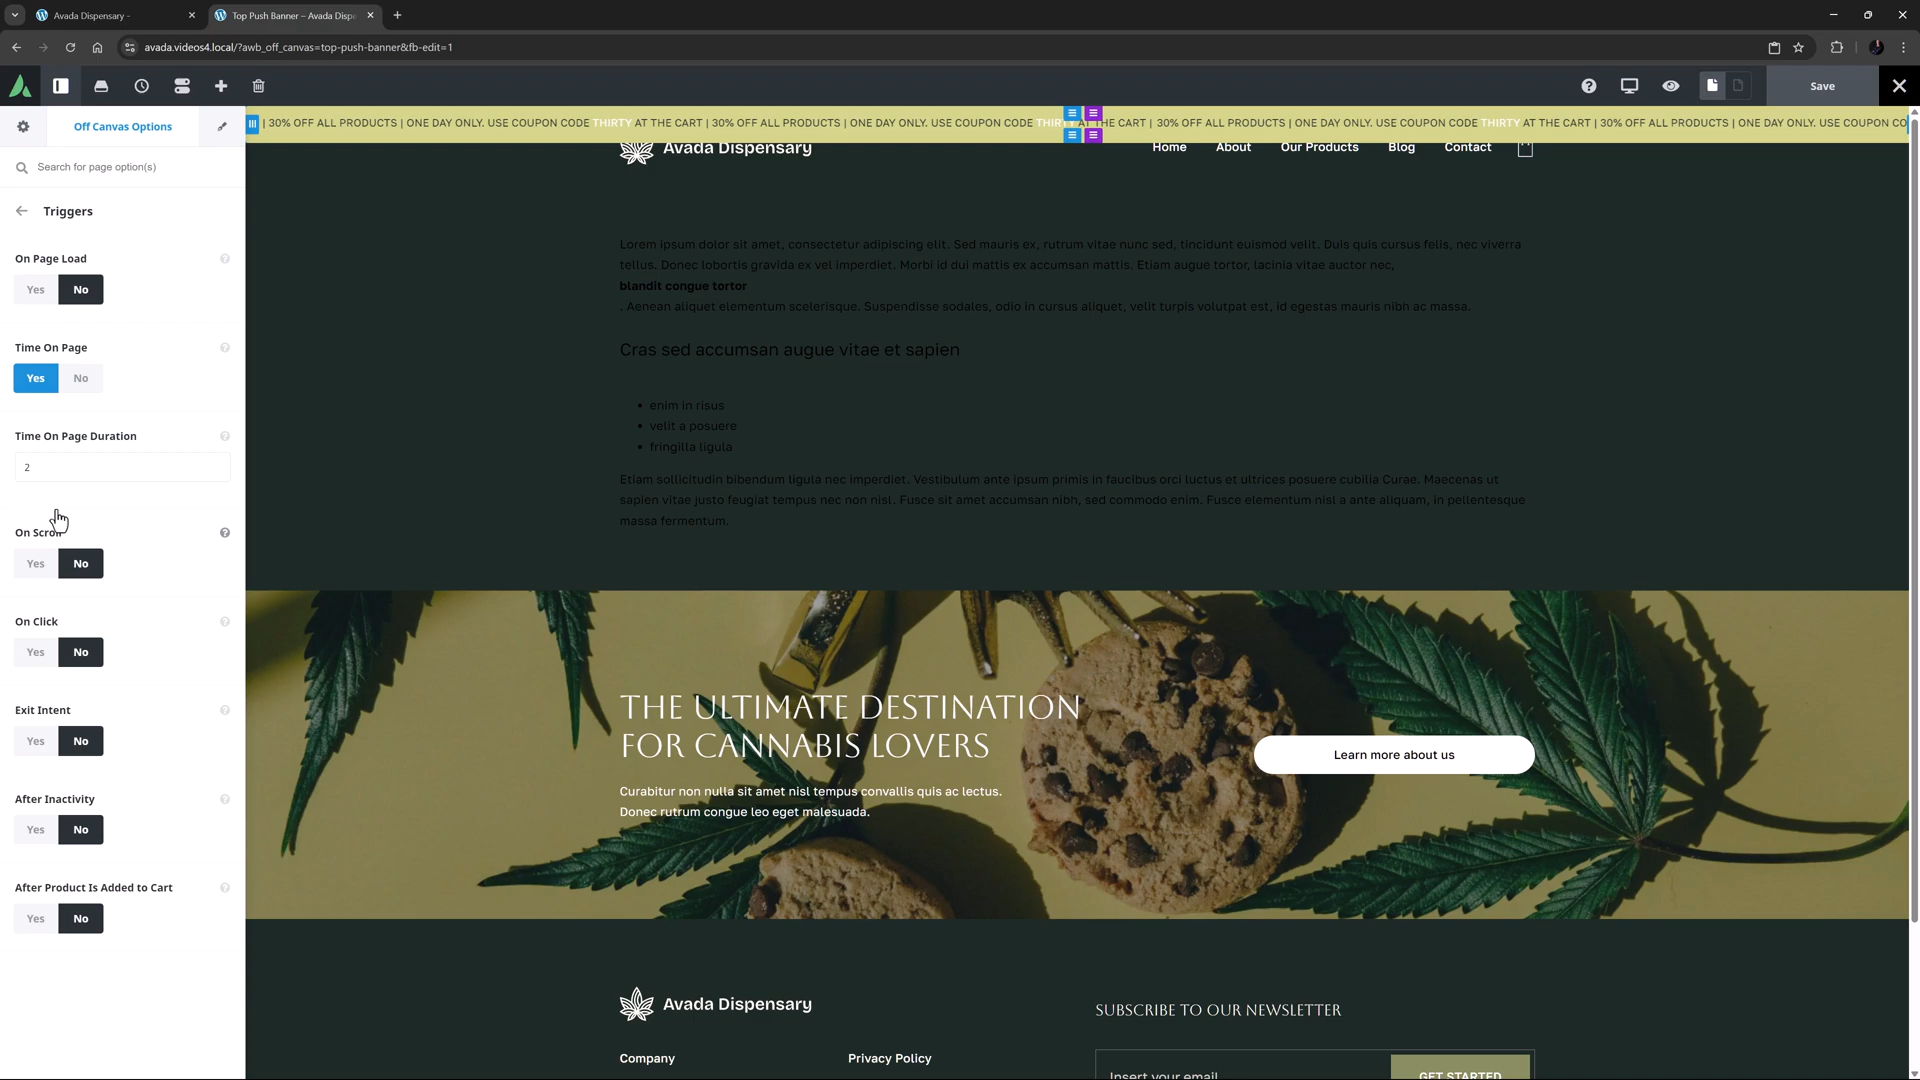 Avada Dispensary -
Top Push Banner – Avada Dispe
avada.videos4.local/?awb_off_canvas=top-push-banner&fb-edit=1
Save
Off Canvas Options
Search for page option(s)
Triggers
On Page Load
Yes No
Time On Page
Yes No
Time On Page Duration
2
On Scroll
Yes No
On Click
Yes No
Exit Intent
Yes No
After Inactivity
Yes No
After Product Is Added to Cart
Yes No
| 30% OFF ALL PRODUCTS | ONE DAY ONLY. USE COUPON CODE THIRTY AT THE CART | 30% OFF ALL PRODUCTS | ONE DAY ONLY. USE COUPON CODE THIRTY AT THE CART | 30% OFF ALL PRODUCTS | ONE DAY ONLY. USE COUPON CODE THIRTY AT THE CART | 30% OFF ALL PRODUCTS | ONE DAY ONLY. USE COUPON CO
Avada Dispensary
Home About Our Products Blog Contact
Lorem ipsum dolor sit amet, consectetur adipiscing elit. Sed mauris ex, rutrum vitae nunc sed, tincidunt euismod velit. Duis quis cursus felis, nec viverra
tellus. Donec lobortis gravida ex vel imperdiet. Morbi id dui mattis ex accumsan mattis. Etiam augue tortor, lacinia vitae auctor nec,
blandit congue tortor
. Aenean aliquet elementum scelerisque. Suspendisse sodales, odio in cursus aliquet, velit turpis volutpat est, id egestas mauris nibh ac massa.
Cras sed accumsan augue vitae et sapien
• enim in risus
• velit a posuere
• fringilla ligula
Etiam sollicitudin bibendum ligula nec imperdiet. Vestibulum ante ipsum primis in faucibus orci luctus et ultrices posuere cubilia Curae. Maecenas ut
sapien vitae justo feugiat tempus nec non nisl. Fusce sit amet accumsan nibh, sed commodo enim. Fusce elementum nisl a ante aliquam, in pellentesque
massa fermentum.
THE ULTIMATE DESTINATION
FOR CANNABIS LOVERS
Curabitur non nulla sit amet nisl tempus convallis quis ac lectus.
Donec rutrum congue leo eget malesuada.
Learn more about us
Avada Dispensary
SUBSCRIBE TO OUR NEWSLETTER
Company
Privacy Policy
Insert your email
GET STARTED